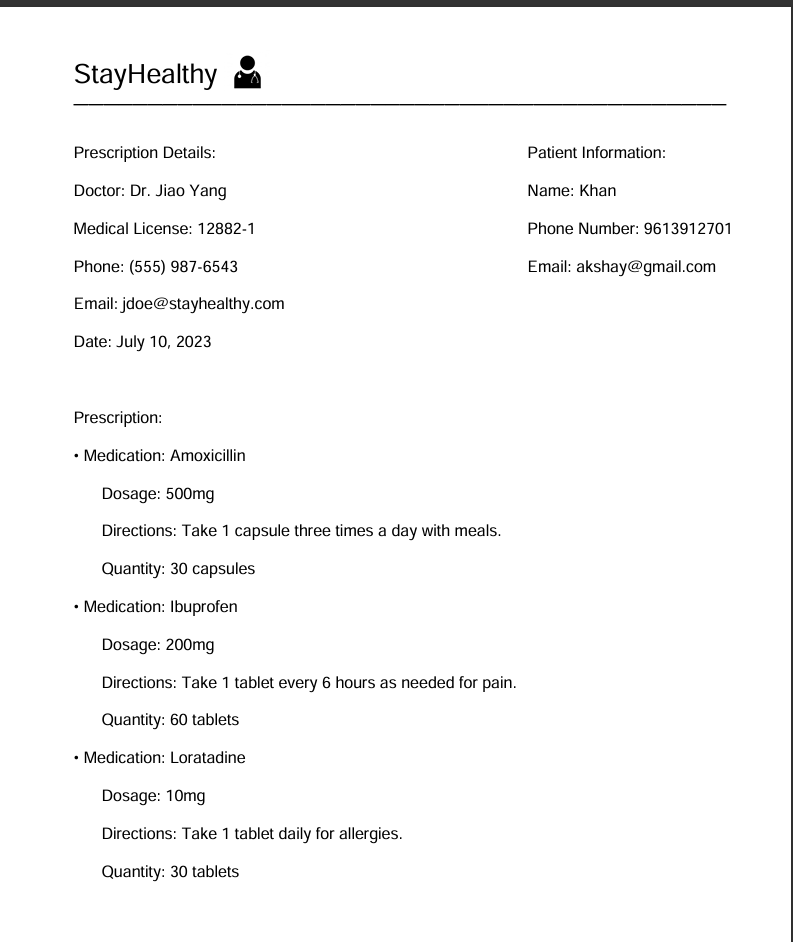 StayHealthy
Prescription Details:
Doctor: Dr. Jiao Yang
Medical License: 12882-1
Phone: (555) 987-6543
Email: jdoe@stayhealthy.com
Date: July 10, 2023
Patient Information:
Name: Khan
Phone Number: 9613912701
Email: akshay@gmail.com
Prescription:
• Medication: Amoxicillin
Dosage: 500mg
Directions: Take 1 capsule three times a day with meals.
Quantity: 30 capsules
• Medication: Ibuprofen
Dosage: 200mg
Directions: Take 1 tablet every 6 hours as needed for pain.
Quantity: 60 tablets
• Medication: Loratadine
Dosage: 10mg
Directions: Take 1 tablet daily for allergies.
Quantity: 30 tablets